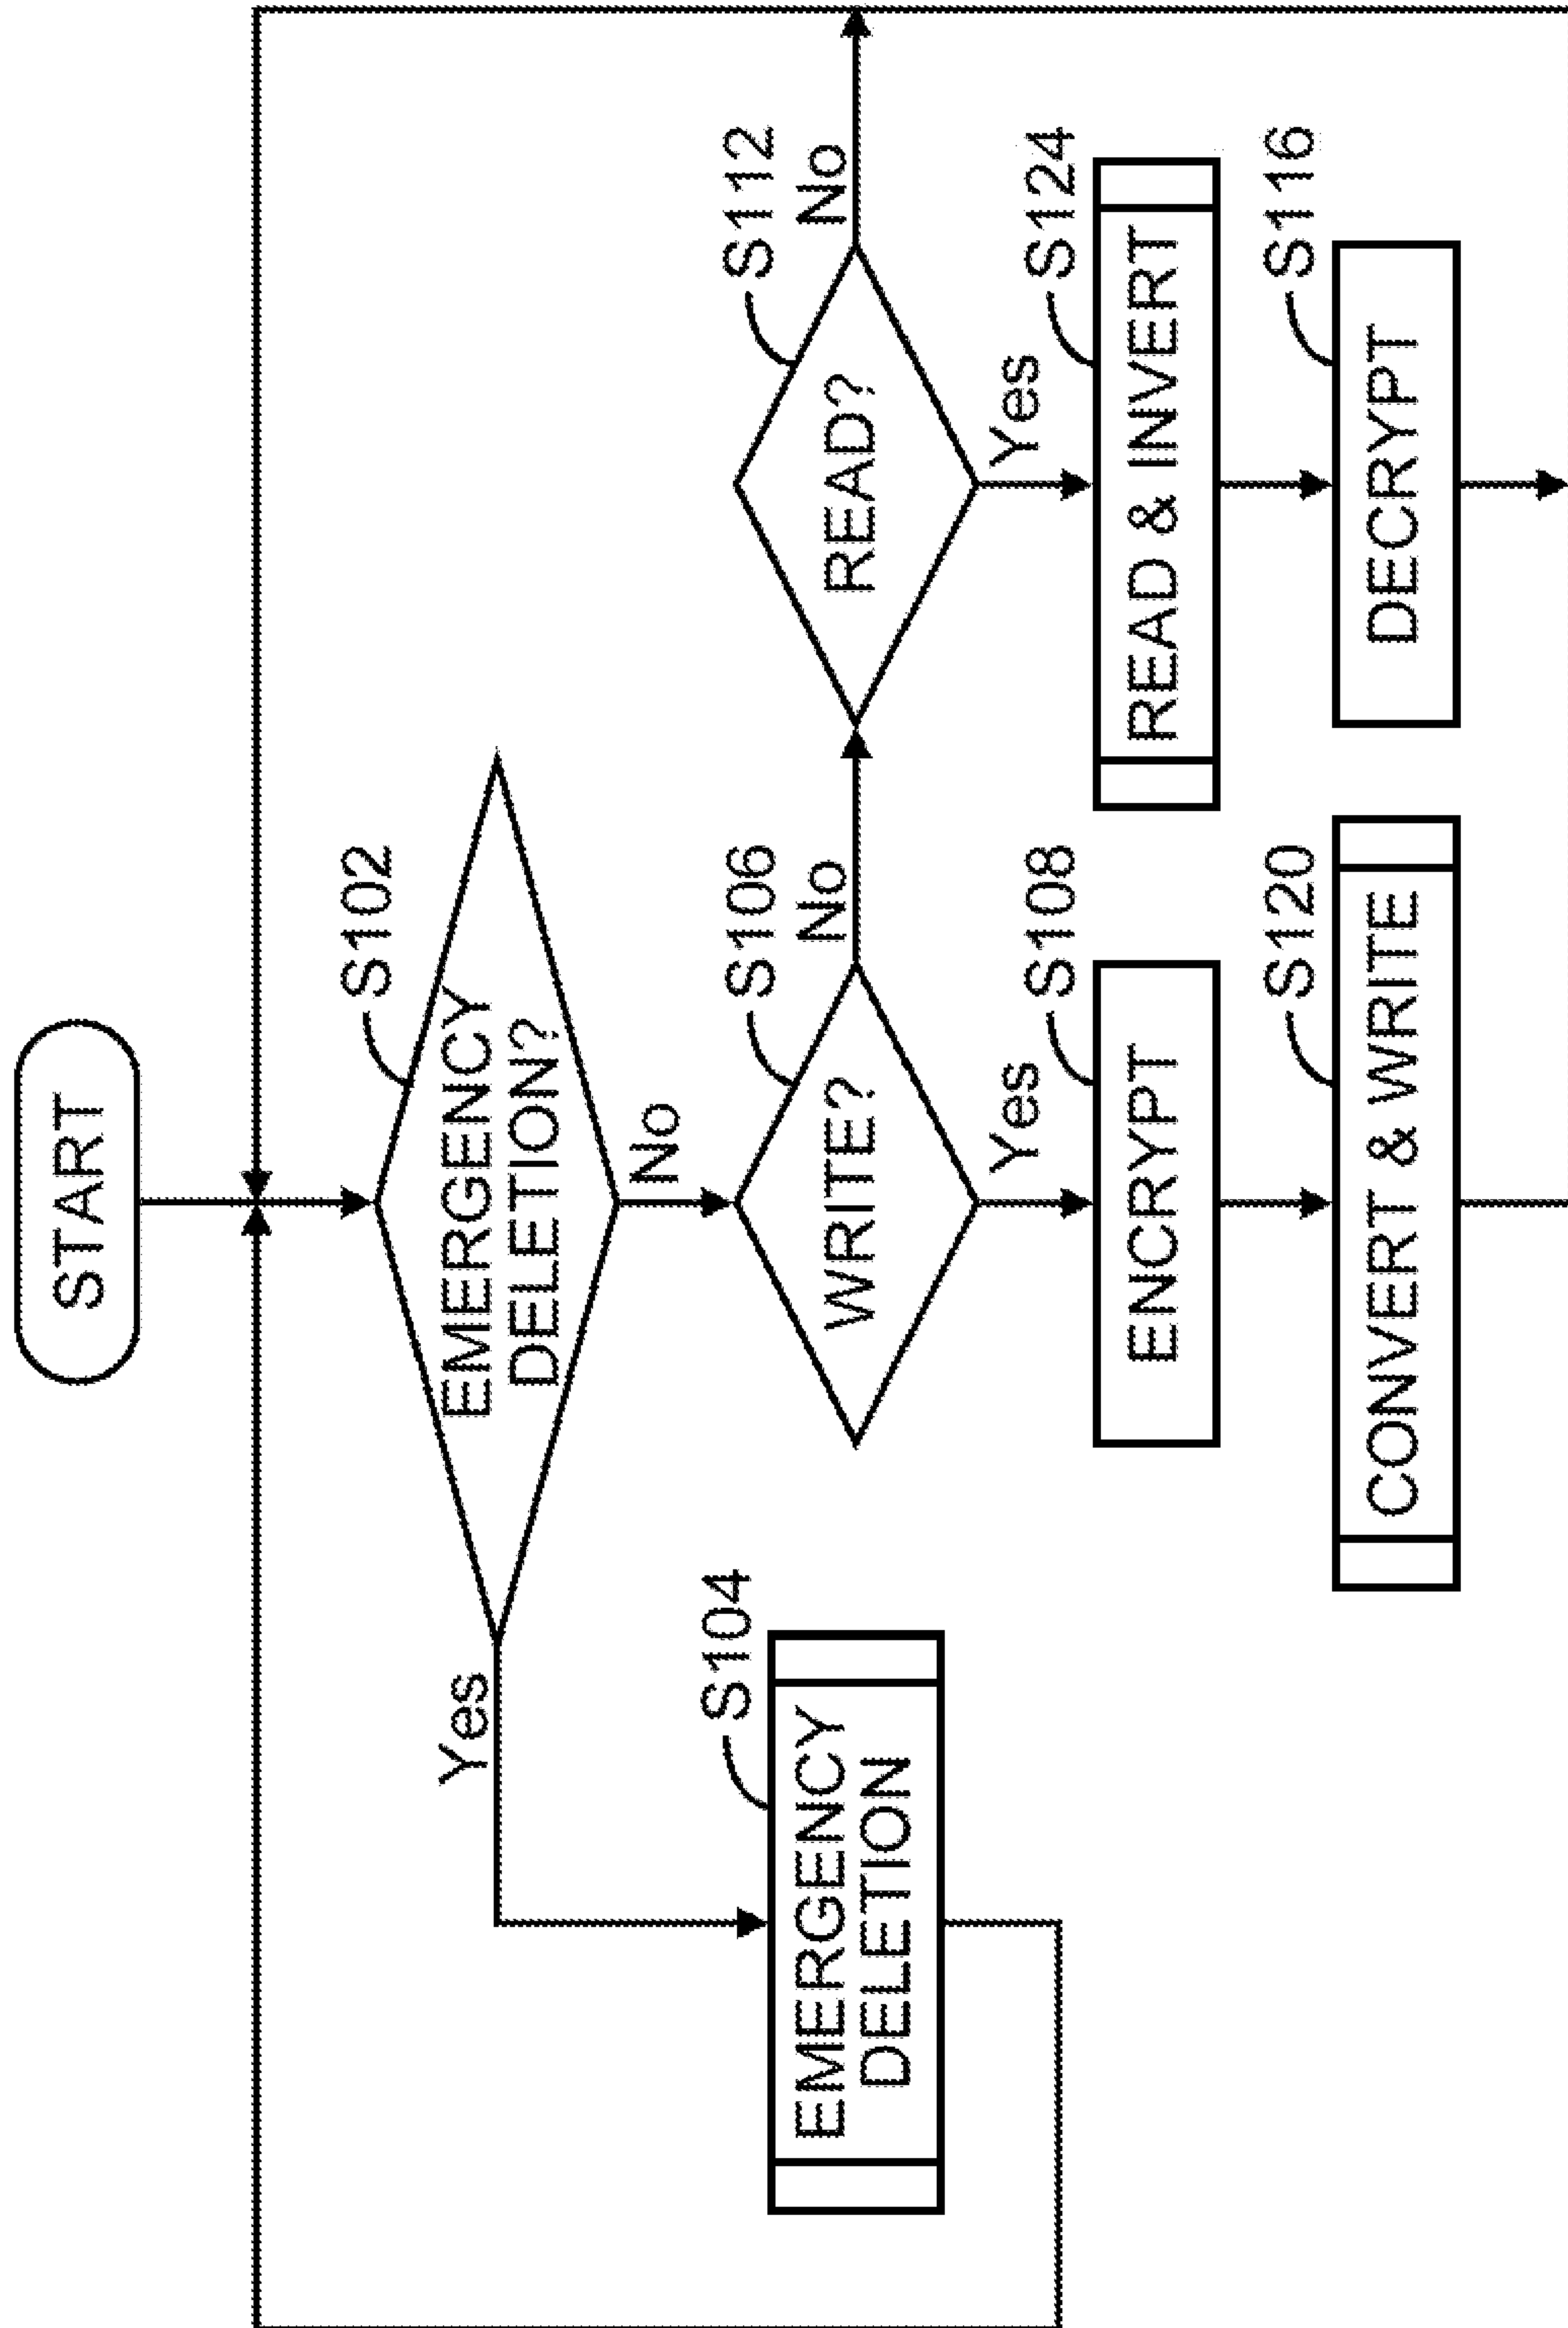 START
S102
EMERGENCY
DELETION?
Yes
No
S104
EMERGENCY
DELETION
S106
WRITE?
No
Yes
S112
READ?
No
Yes
S108
ENCRYPT
S124
READ & INVERT
S120
CONVERT & WRITE
S116
DECRYPT